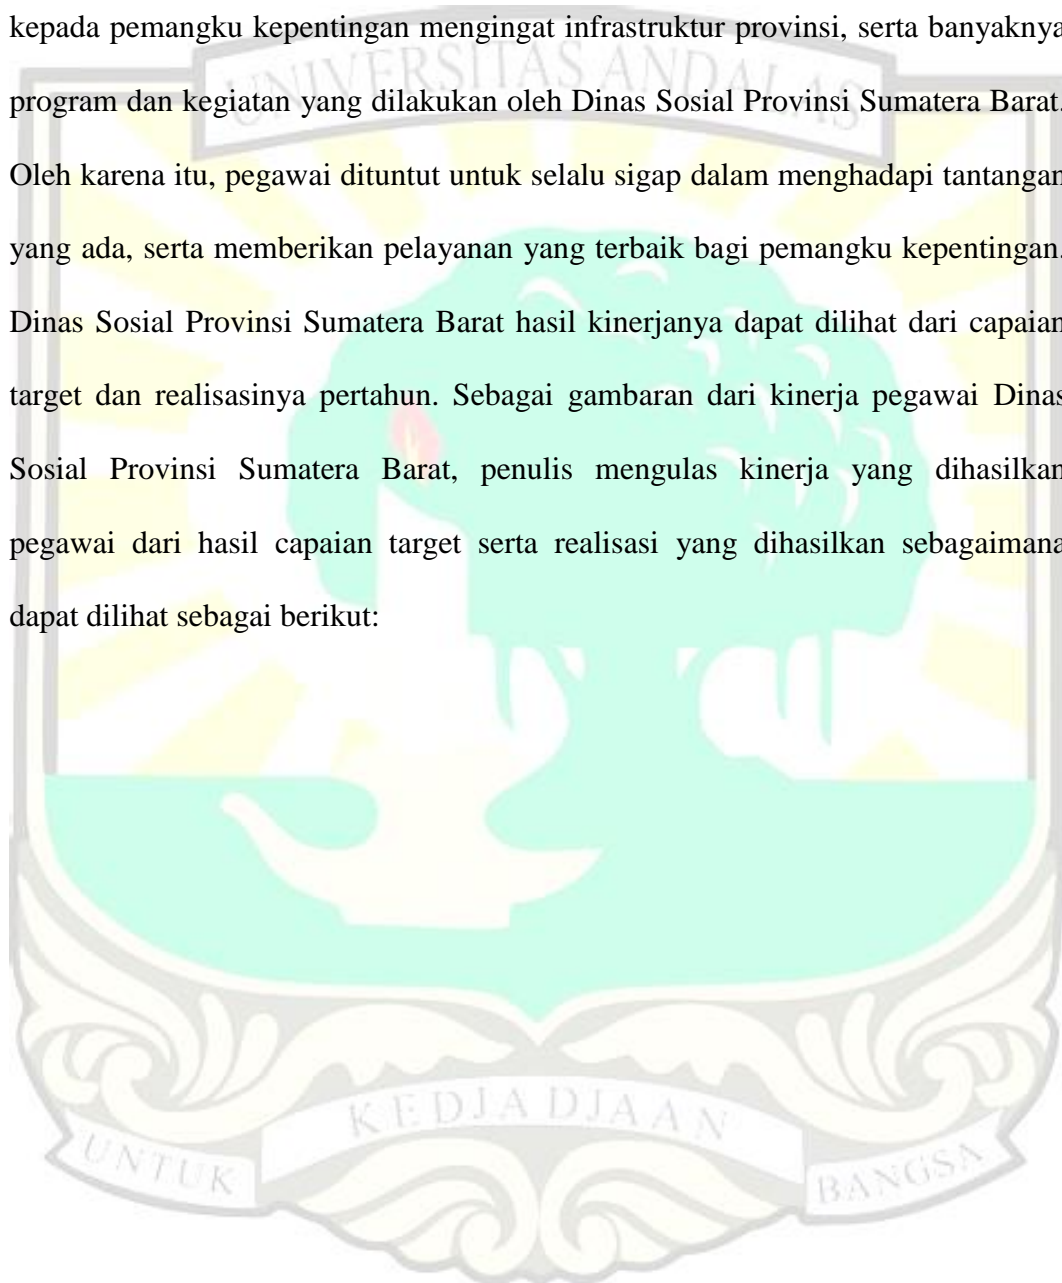 kepada pemangku kepentingan mengingat infrastruktur provinsi, serta banyaknya
UNIVERSITAS ANDALAS
program dan kegiatan yang dilakukan oleh Dinas Sosial Provinsi Sumatera Barat.
Oleh karena itu, pegawai dituntut untuk selalu sigap dalam menghadapi tantangan
yang ada, serta memberikan pelayanan yang terbaik bagi pemangku kepentingan.
Dinas Sosial Provinsi Sumatera Barat hasil kinerjanya dapat dilihat dari capaian
target dan realisasinya pertahun. Sebagai gambaran dari kinerja pegawai Dinas
Sosial Provinsi Sumatera Barat, penulis mengulas kinerja yang dihasilkan
pegawai dari hasil capaian target serta realisasi yang dihasilkan sebagaimana
dapat dilihat sebagai berikut:
UNTUK
KEDJADJAAN
BANGSA